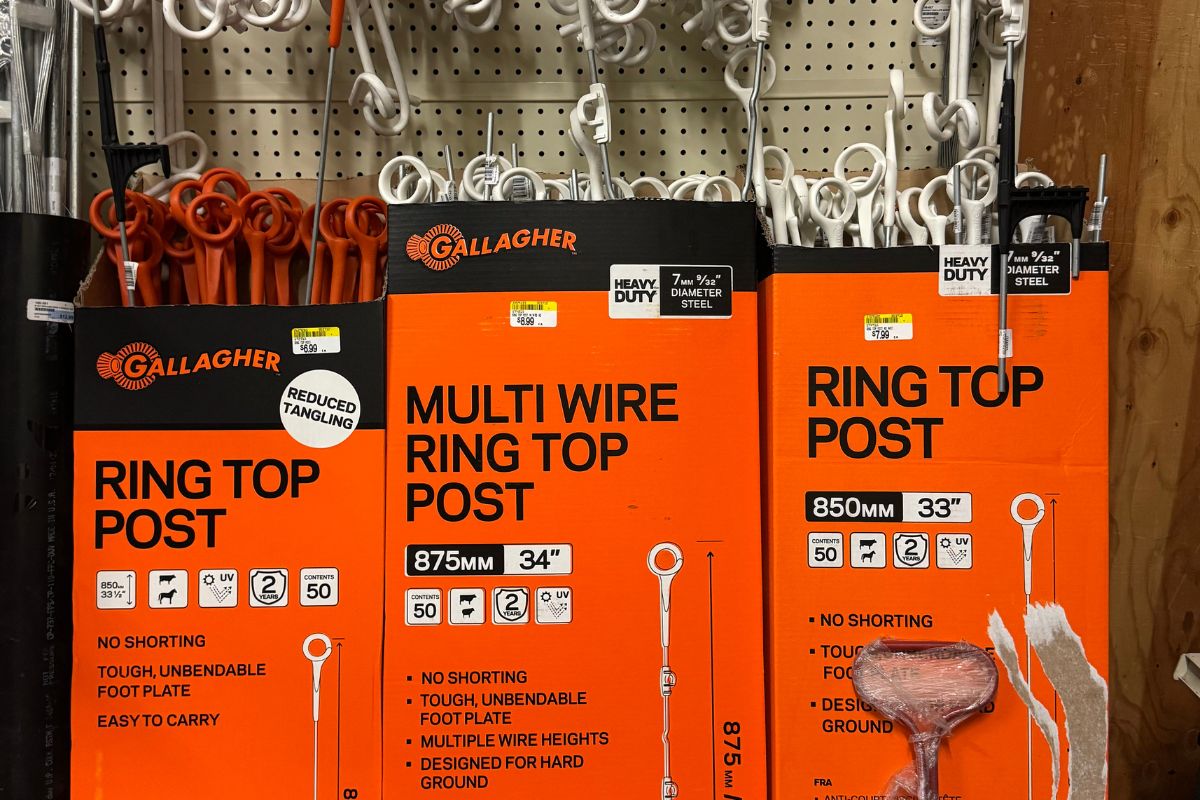 GALLAGHER
$6.99
REDUCED
TANGLING
RING TOP
POST
850MM
33 ½"
UV
2
YEARS
CONTENTS
50
NO SHORTING
TOUGH, UNBENDABLE
FOOT PLATE
EASY TO CARRY
8
GALLAGHER
HEAVY
DUTY
7MM 9/32"
DIAMETER
STEEL
$8.99
MULTI WIRE
RING TOP
POST
875MM 34"
CONTENTS
50
2
YEARS
UV
▪ NO SHORTING
▪ TOUGH, UNBENDABLE
FOOT PLATE
▪ MULTIPLE WIRE HEIGHTS
▪ DESIGNED FOR HARD
GROUND
875 MM /
HEAVY
DUTY
7MM 9/32"
DIAMETER
STEEL
$7.99
RING TOP
POST
850MM 33"
CONTENTS
50
2
YEARS
UV
▪ NO SHORTING
GROUND
FRA